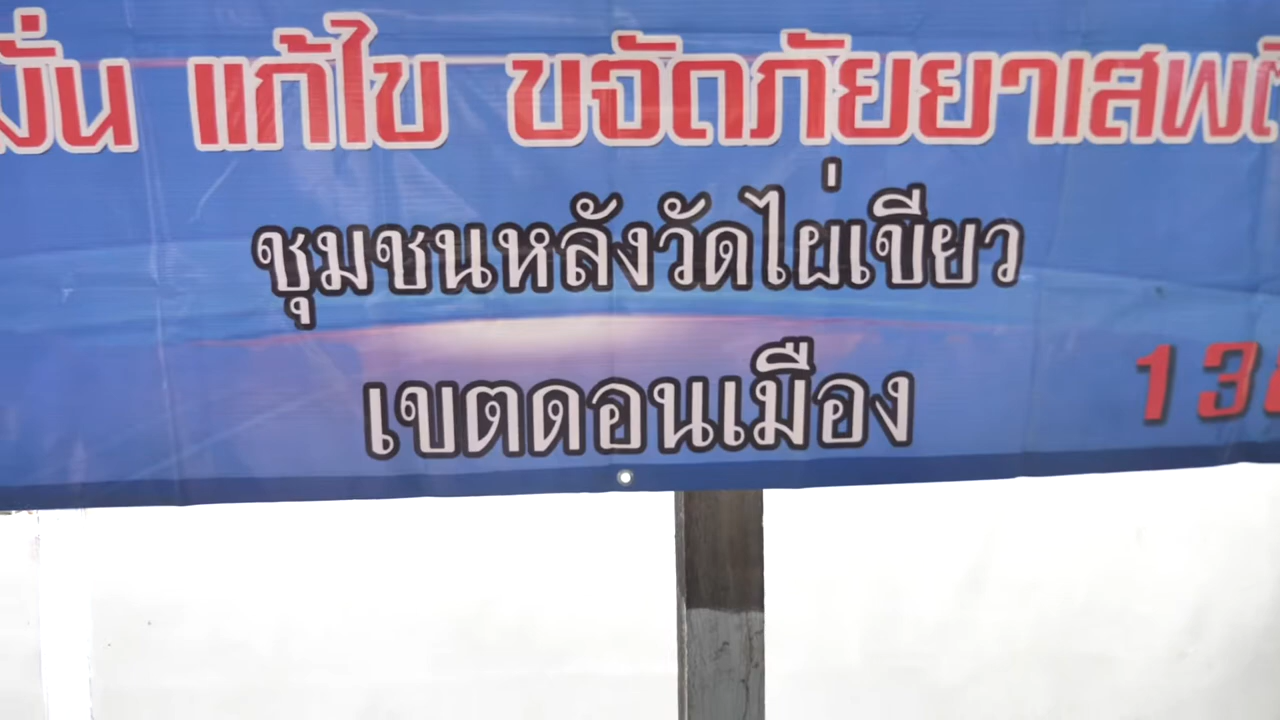 แก้ไข ขจัดภัยยาเสพ
ชุมชนหลังวัดไผ่เขียว
เขตดอนเมือง
13